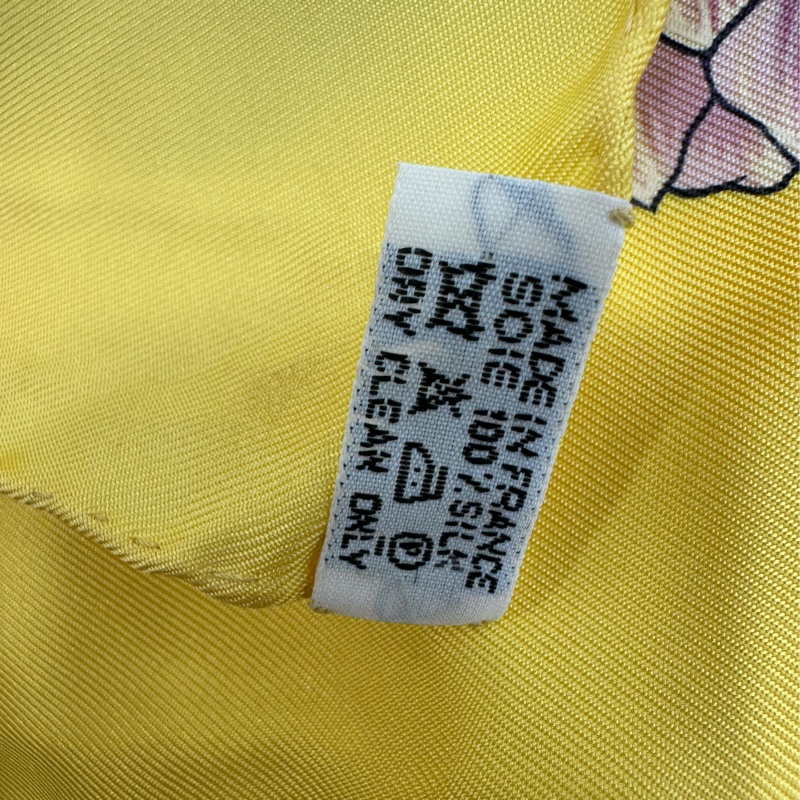 MADE IN FRANCE
SOIE 100% SILK
P
DRY CLEAN ONLY